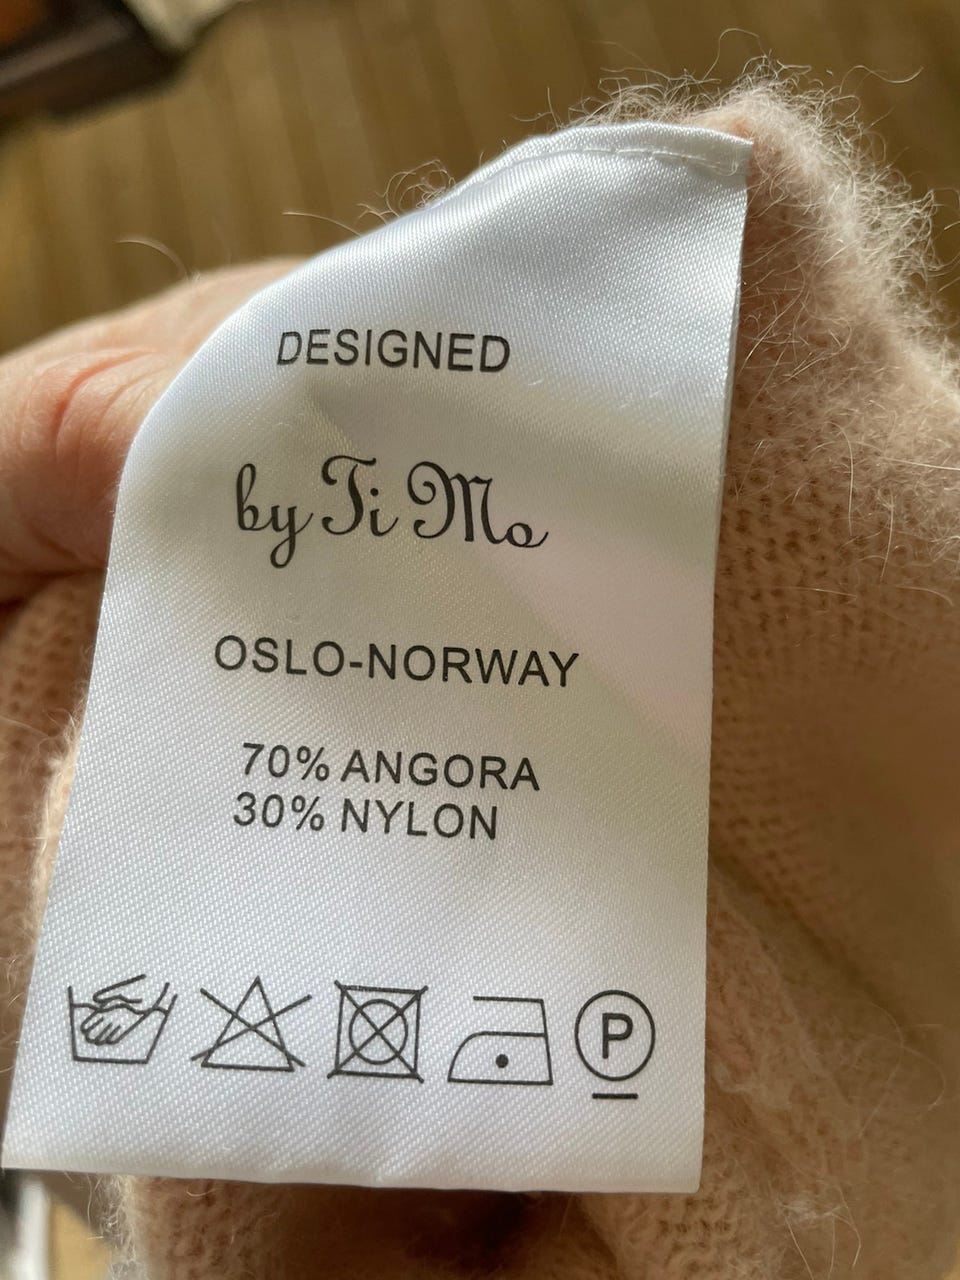 DESIGNED
by Ti Mo
OSLO-NORWAY
70% ANGORA
30% NYLON
P